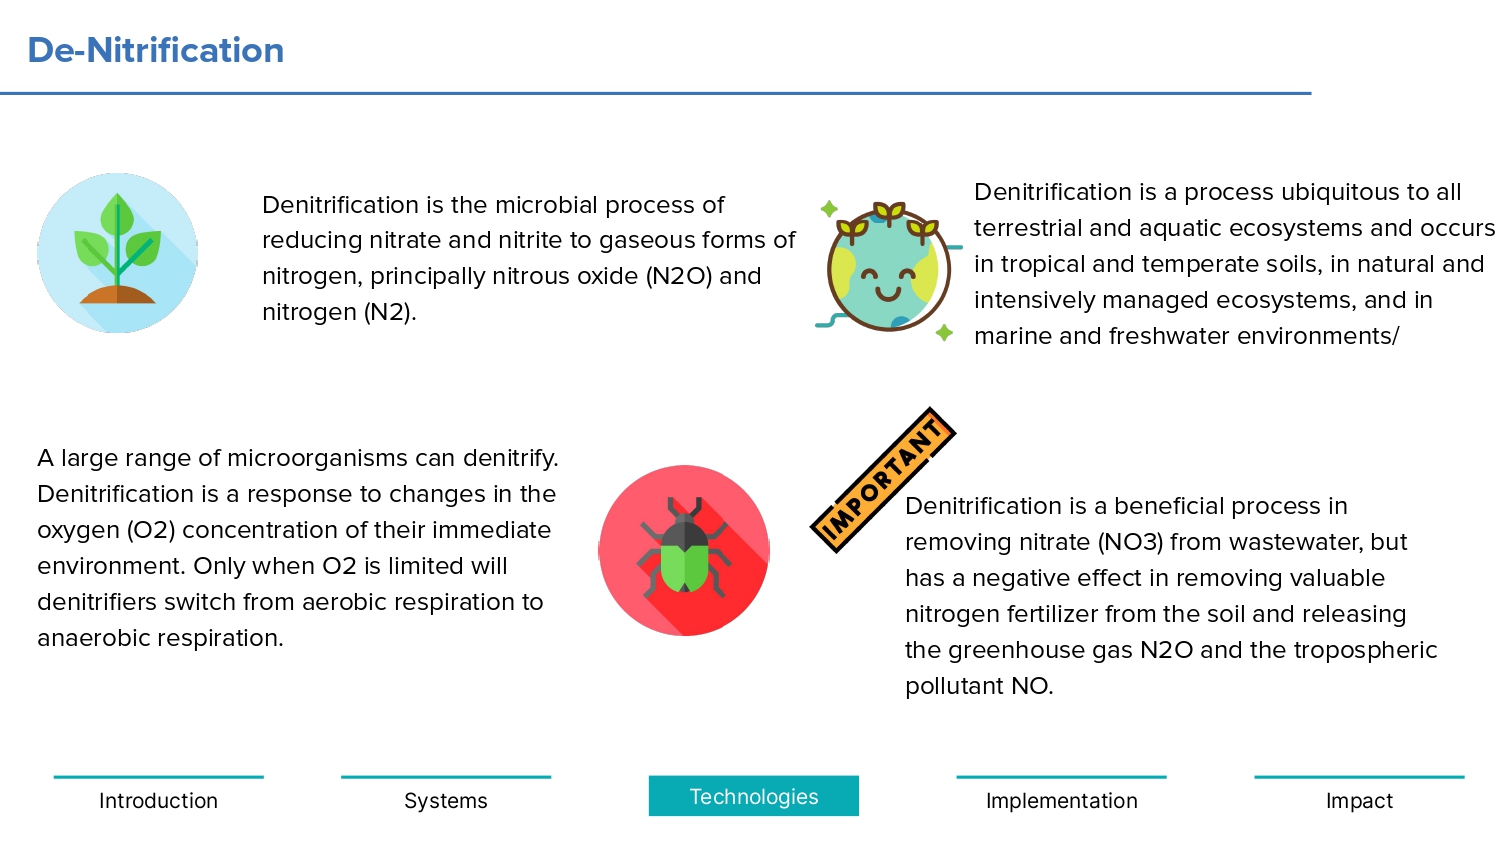 De-Nitrification
Denitrification is the microbial process of
reducing nitrate and nitrite to gaseous forms of
nitrogen, principally nitrous oxide (N2O) and
nitrogen (N2).
Denitrification is a process ubiquitous to all
terrestrial and aquatic ecosystems and occurs
in tropical and temperate soils, in natural and
intensively managed ecosystems, and in
marine and freshwater environments/
A large range of microorganisms can denitrify.
Denitrification is a response to changes in the
oxygen (O2) concentration of their immediate
environment. Only when O2 is limited will
denitrifiers switch from aerobic respiration to
anaerobic respiration.
IMPORTANT
Denitrification is a beneficial process in
removing nitrate (NO3) from wastewater, but
has a negative effect in removing valuable
nitrogen fertilizer from the soil and releasing
the greenhouse gas N2O and the tropospheric
pollutant NO.
Introduction
Systems
Technologies
Implementation
Impact